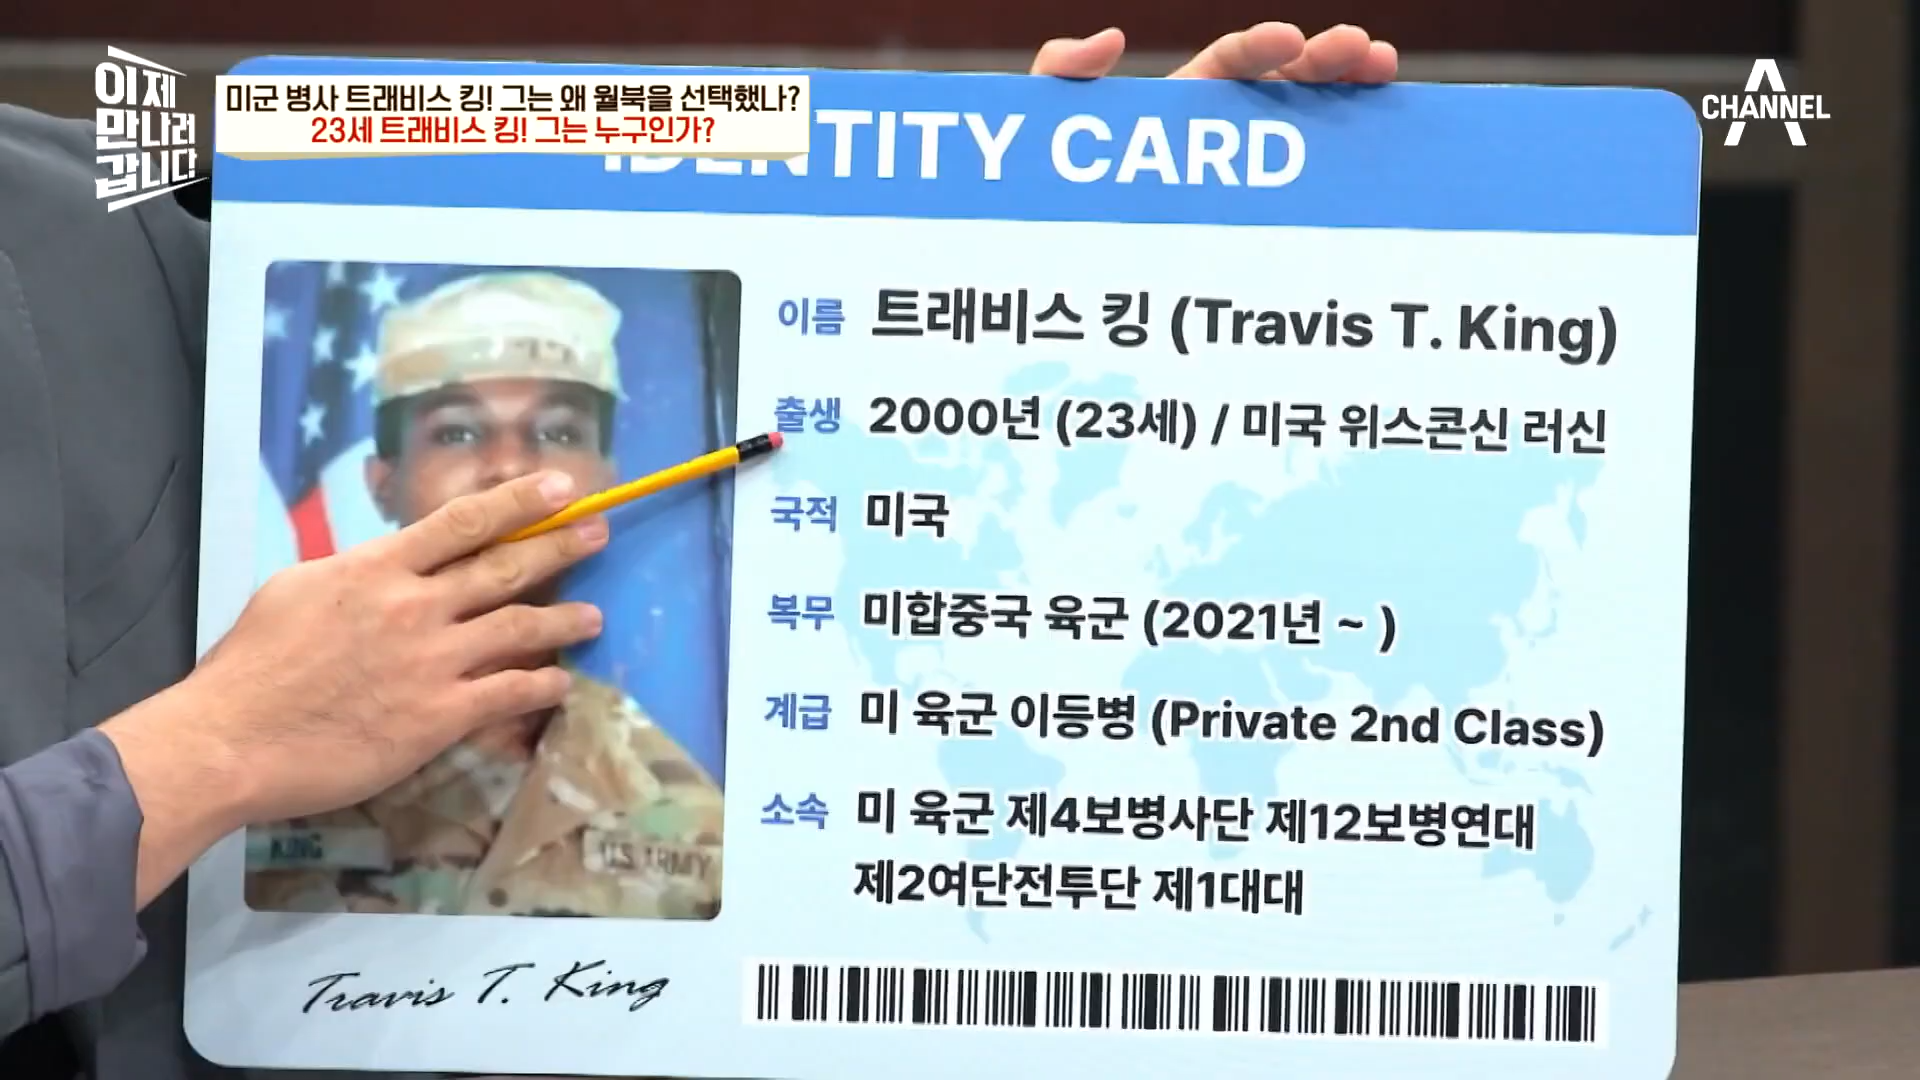 이제
만나러
갑니다
미군 병사 트래비스 킹! 그는 왜 월북을 선택했나?
23세 트래비스 킹! 그는 누구인가?
CHANNEL A
IDENTITY CARD
이름 트래비스 킹 (Travis T. King)
출생 2000년 (23세) / 미국 위스콘신 러신
국적 미국
복무 미합중국 육군 (2021년 ~ )
계급 미 육군 이등병 (Private 2nd Class)
소속 미 육군 제4보병사단 제12보병연대
제2여단전투단 제1대대
KING
U.S. ARMY
Travis T. King